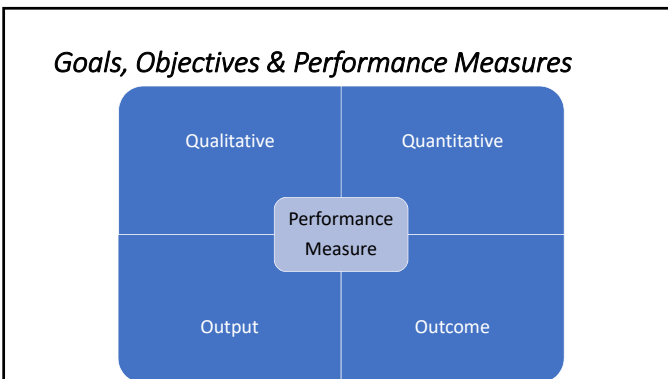 Goals, Objectives & Performance Measures
Qualitative
Quantitative
Performance
Measure
Output
Outcome